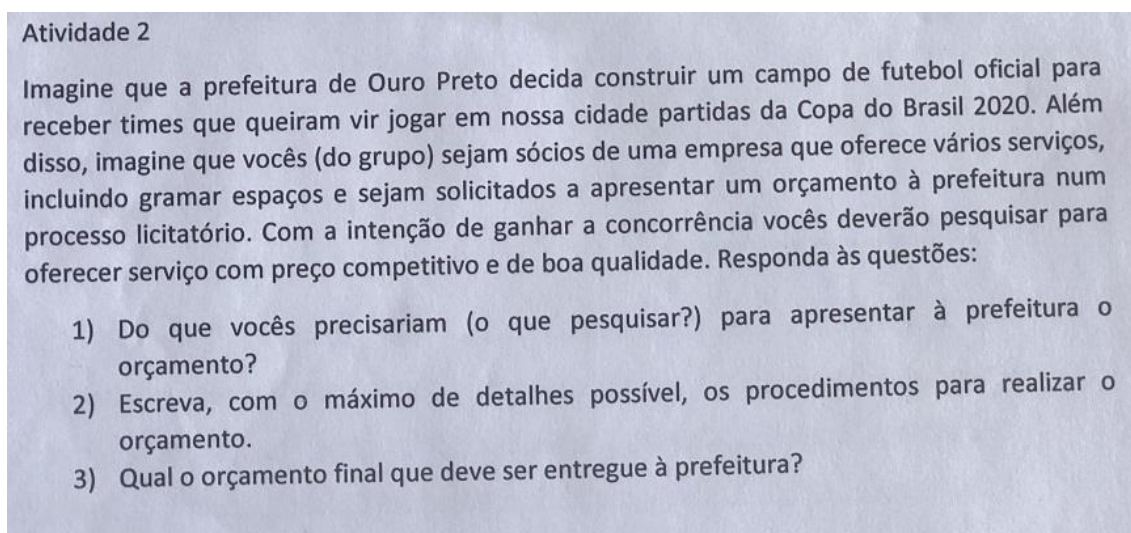 Atividade 2
Imagine que a prefeitura de Ouro Preto decida construir um campo de futebol oficial para
receber times que queiram vir jogar em nossa cidade partidas da Copa do Brasil 2020. Além
disso, imagine que vocês (do grupo) sejam sócios de uma empresa que oferece vários serviços,
incluindo gramar espaços e sejam solicitados a apresentar um orçamento à prefeitura num
processo licitatório. Com a intenção de ganhar a concorrência vocês deverão pesquisar para
oferecer serviço com preço competitivo e de boa qualidade. Responda às questões:
1) Do que vocês precisariam (o que pesquisar?) para apresentar à prefeitura o
orçamento?
2) Escreva, com o máximo de detalhes possível, os procedimentos para realizar o
orçamento.
3) Qual o orçamento final que deve ser entregue à prefeitura?